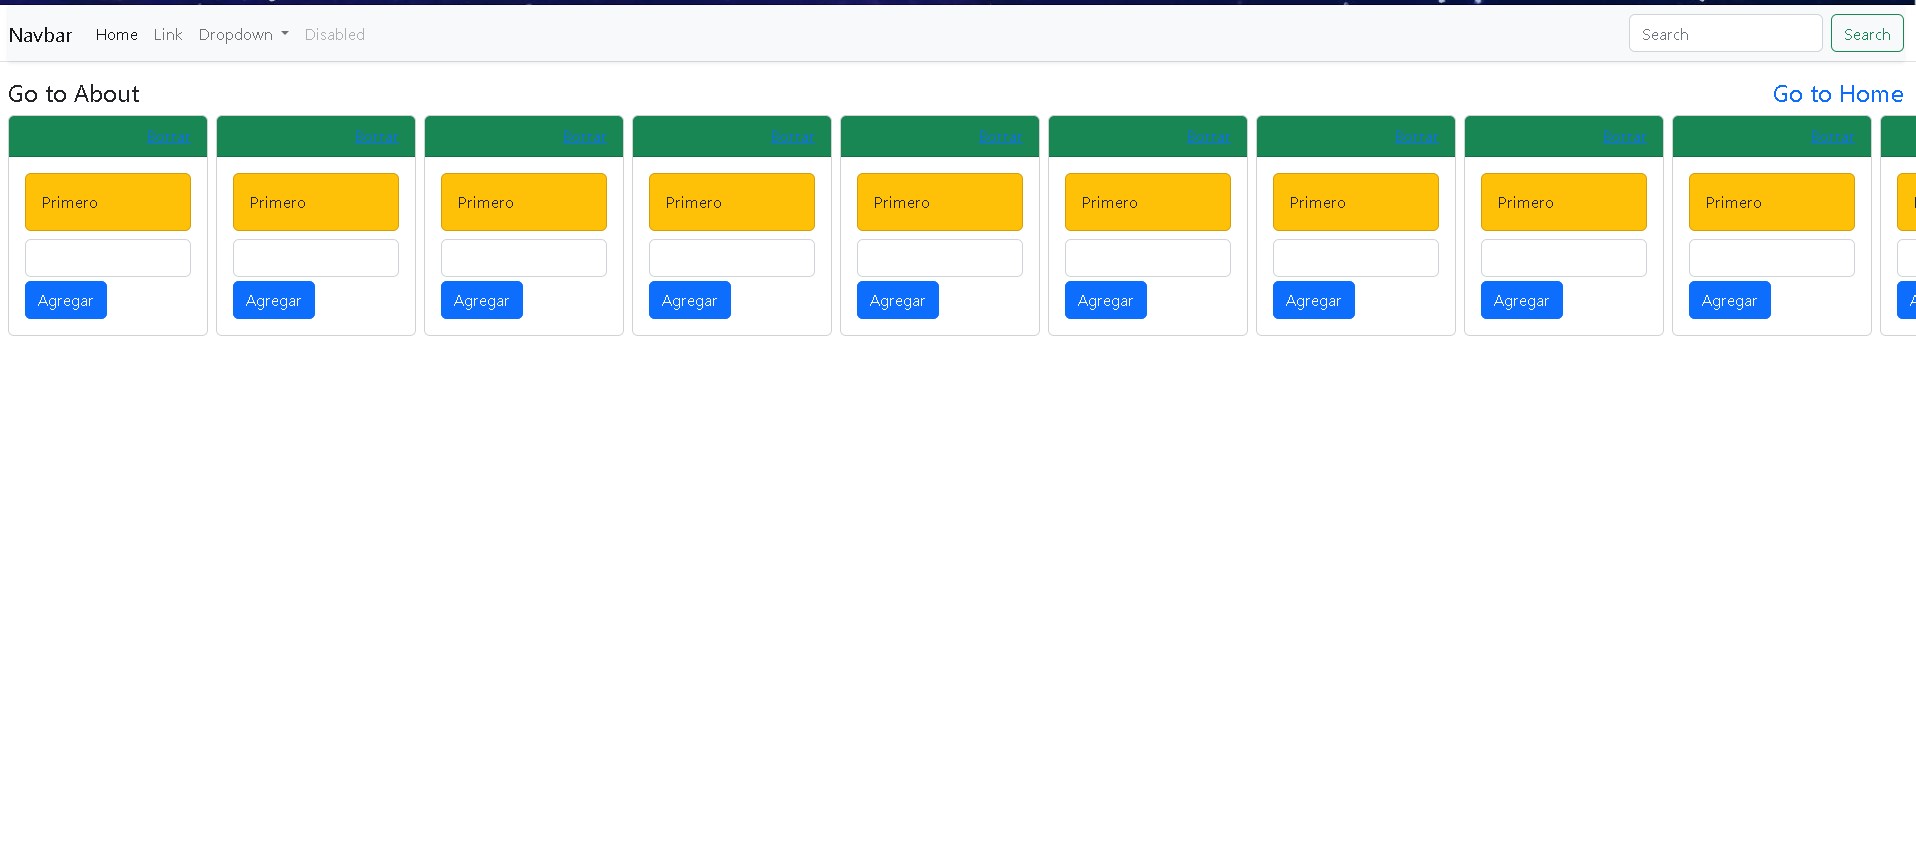 Navbar Home Link Dropdown Disabled Search Search
Go to About Go to Home
Borrar Borrar Borrar Borrar Borrar Borrar Borrar Borrar Borrar
Primero Primero Primero Primero Primero Primero Primero Primero Primero
Agregar Agregar Agregar Agregar Agregar Agregar Agregar Agregar Agregar